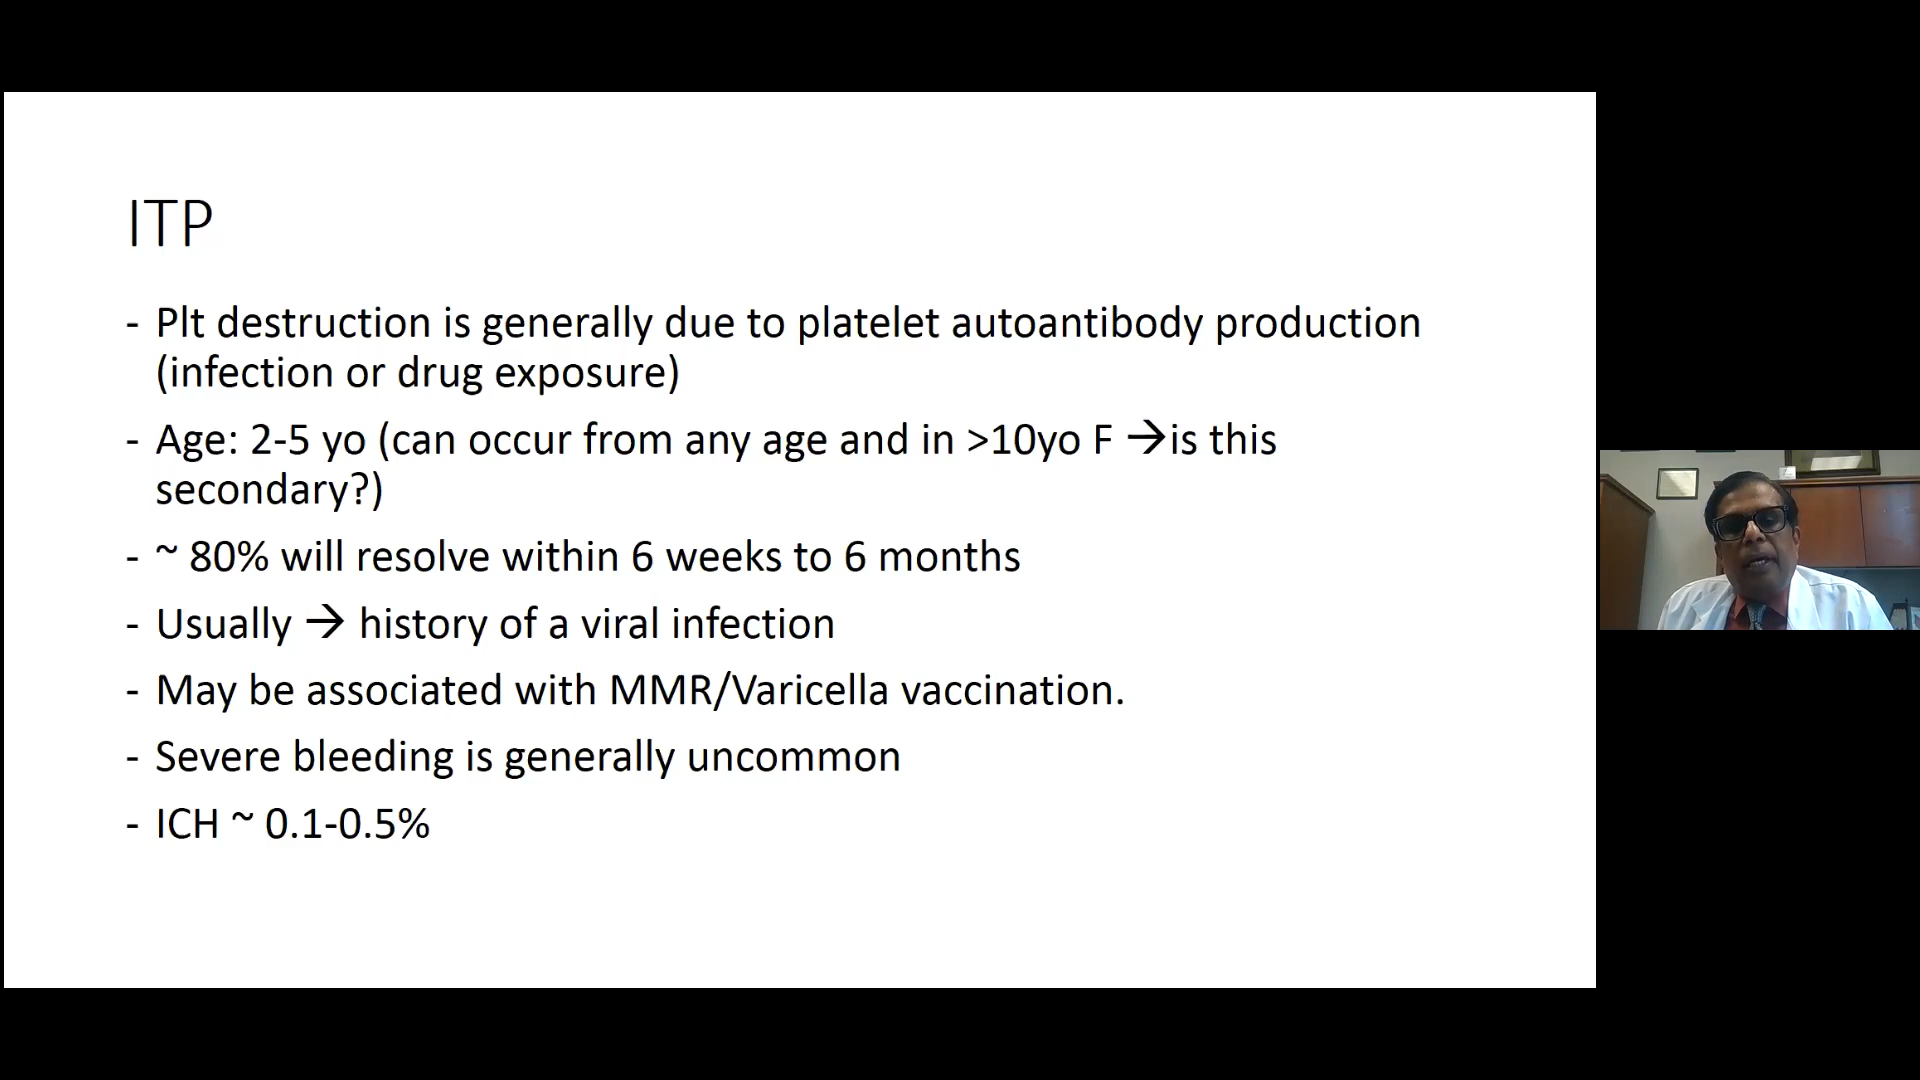 ITP
- Plt destruction is generally due to platelet autoantibody production
(infection or drug exposure)
- Age: 2-5 yo (can occur from any age and in >10yo F →is this
secondary?)
- ~ 80% will resolve within 6 weeks to 6 months
- Usually → history of a viral infection
- May be associated with MMR/Varicella vaccination.
- Severe bleeding is generally uncommon
- ICH ~ 0.1-0.5%